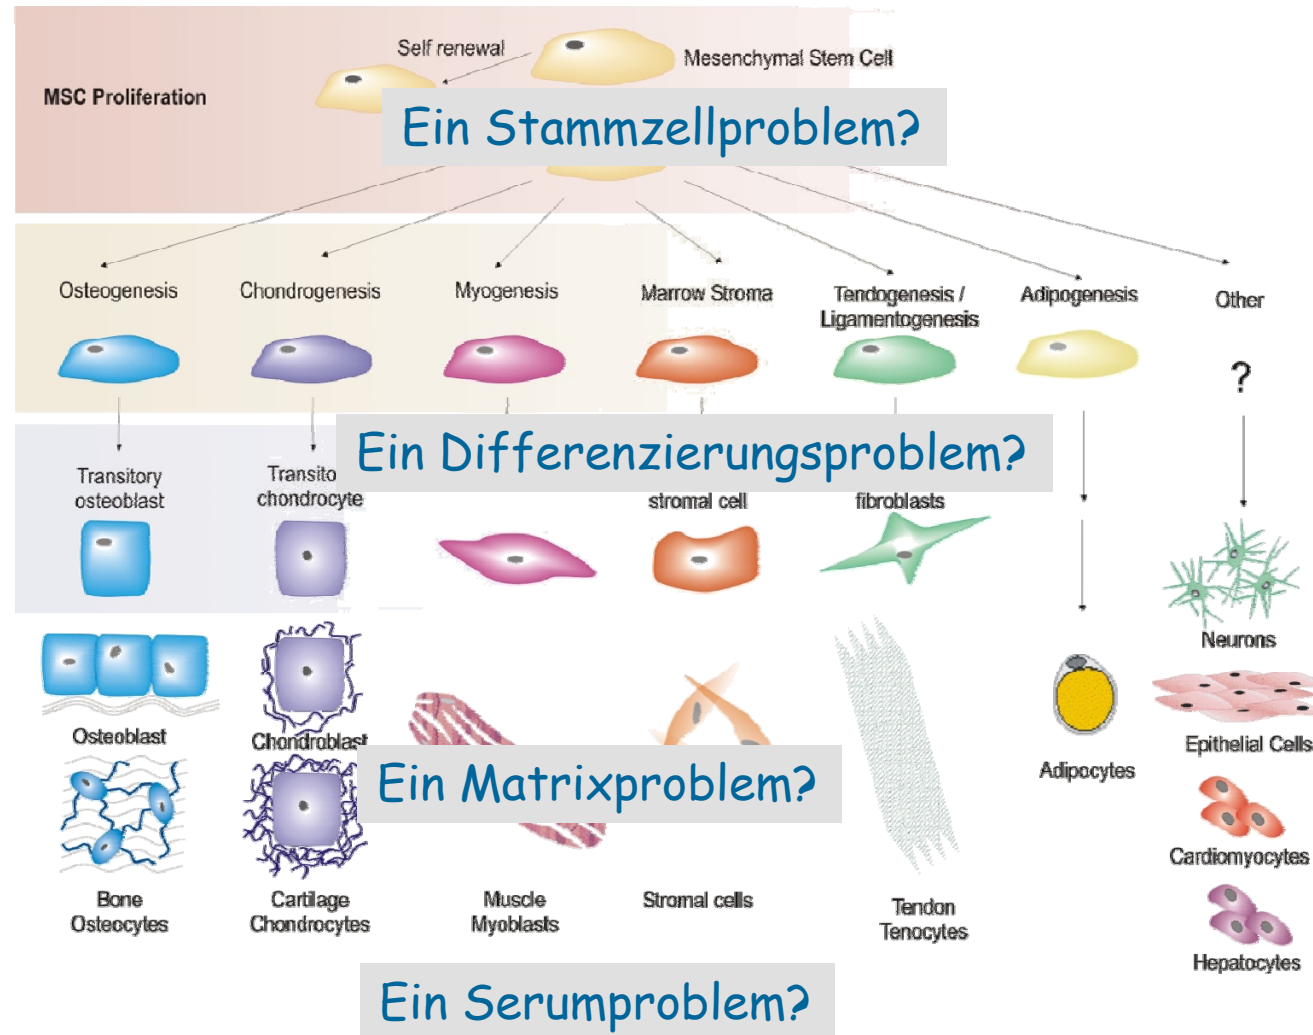 Self renewal
Mesenchymal Stem Cell
MSC Proliferation
Ein Stammzellproblem?
Osteogenesis
Chondrogenesis
Myogenesis
Marrow Stroma
Tendogenesis /
Ligamentogenesis
Adipogenesis
Other
?
Ein Differenzierungsproblem?
Transitory
osteoblast
chondrocyte
stromal cell
fibroblasts
Neurons
Osteoblast
Chondroblast
Epithelial Cells
Ein Matrixproblem?
Adipocytes
Cardiomyocytes
Bone
Osteocytes
Cartilage
Chondrocytes
Muscle
Myoblasts
Stromal cells
Tendon
Tenocytes
Hepatocytes
Ein Serumproblem?